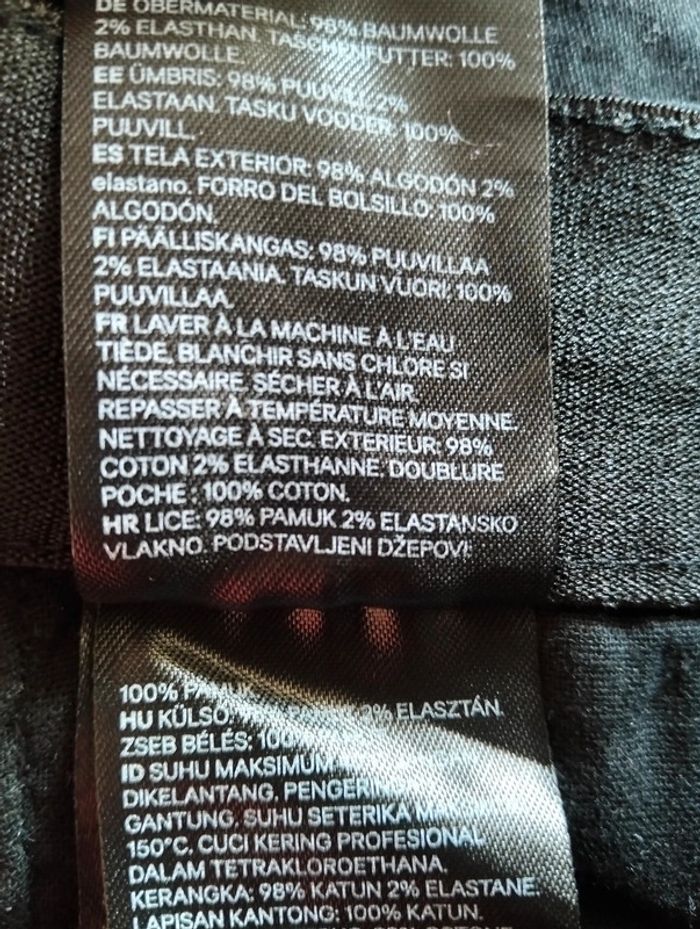 DE OBERMATERIAL: 98% BAUMWOLLE
2% ELASTHAN. TASCHENFUTTER: 100%
BAUMWOLLE.
EE ÜMBRIS: 98% PUUVILL 2%
ELASTAAN. TASKU VOODER 100%
PUUVILL.
ES TELA EXTERIOR: 98% ALGODÓN 2%
elastano. FORRO DEL BOLSILLO: 100%
ALGODÓN.
FI PÄÄLLISKANGAS: 98% PUUVILLAA
2% ELASTAANIA. TASKUN VUORI, 100%
PUUVILLAA.
FR LAVER À LA MACHINE À L'EAU
TIÈDE. BLANCHIR SANS CHLORE SI
NÉCESSAIRE. SÉCHER À L'AIR.
REPASSER À TEMPÉRATURE MOYENNE.
NETTOYAGE À SEC. EXTERIEUR: 98%
COTON 2% ELASTHANNE. DOUBLURE
POCHE : 100% COTON.
HR LICE: 98% PAMUK 2% ELASTANSKO
VLAKNO. PODSTAVLJENI DŽEPOVI:
100% PAMUK
HU KÜLSŐ: 2% ELASZTÁN.
ZSEB BÉLÉS: 100%
ID SUHU MAKSIMUM
DIKELANTANG. PENGERI
GANTUNG. SUHU SETERIKA
150°C. CUCI KERING PROFESIONAL
DALAM TETRAKLOROETHANA.
KERANGKA: 98% KATUN 2% ELASTANE.
LAPISAN KANTONG: 100% KATUN.